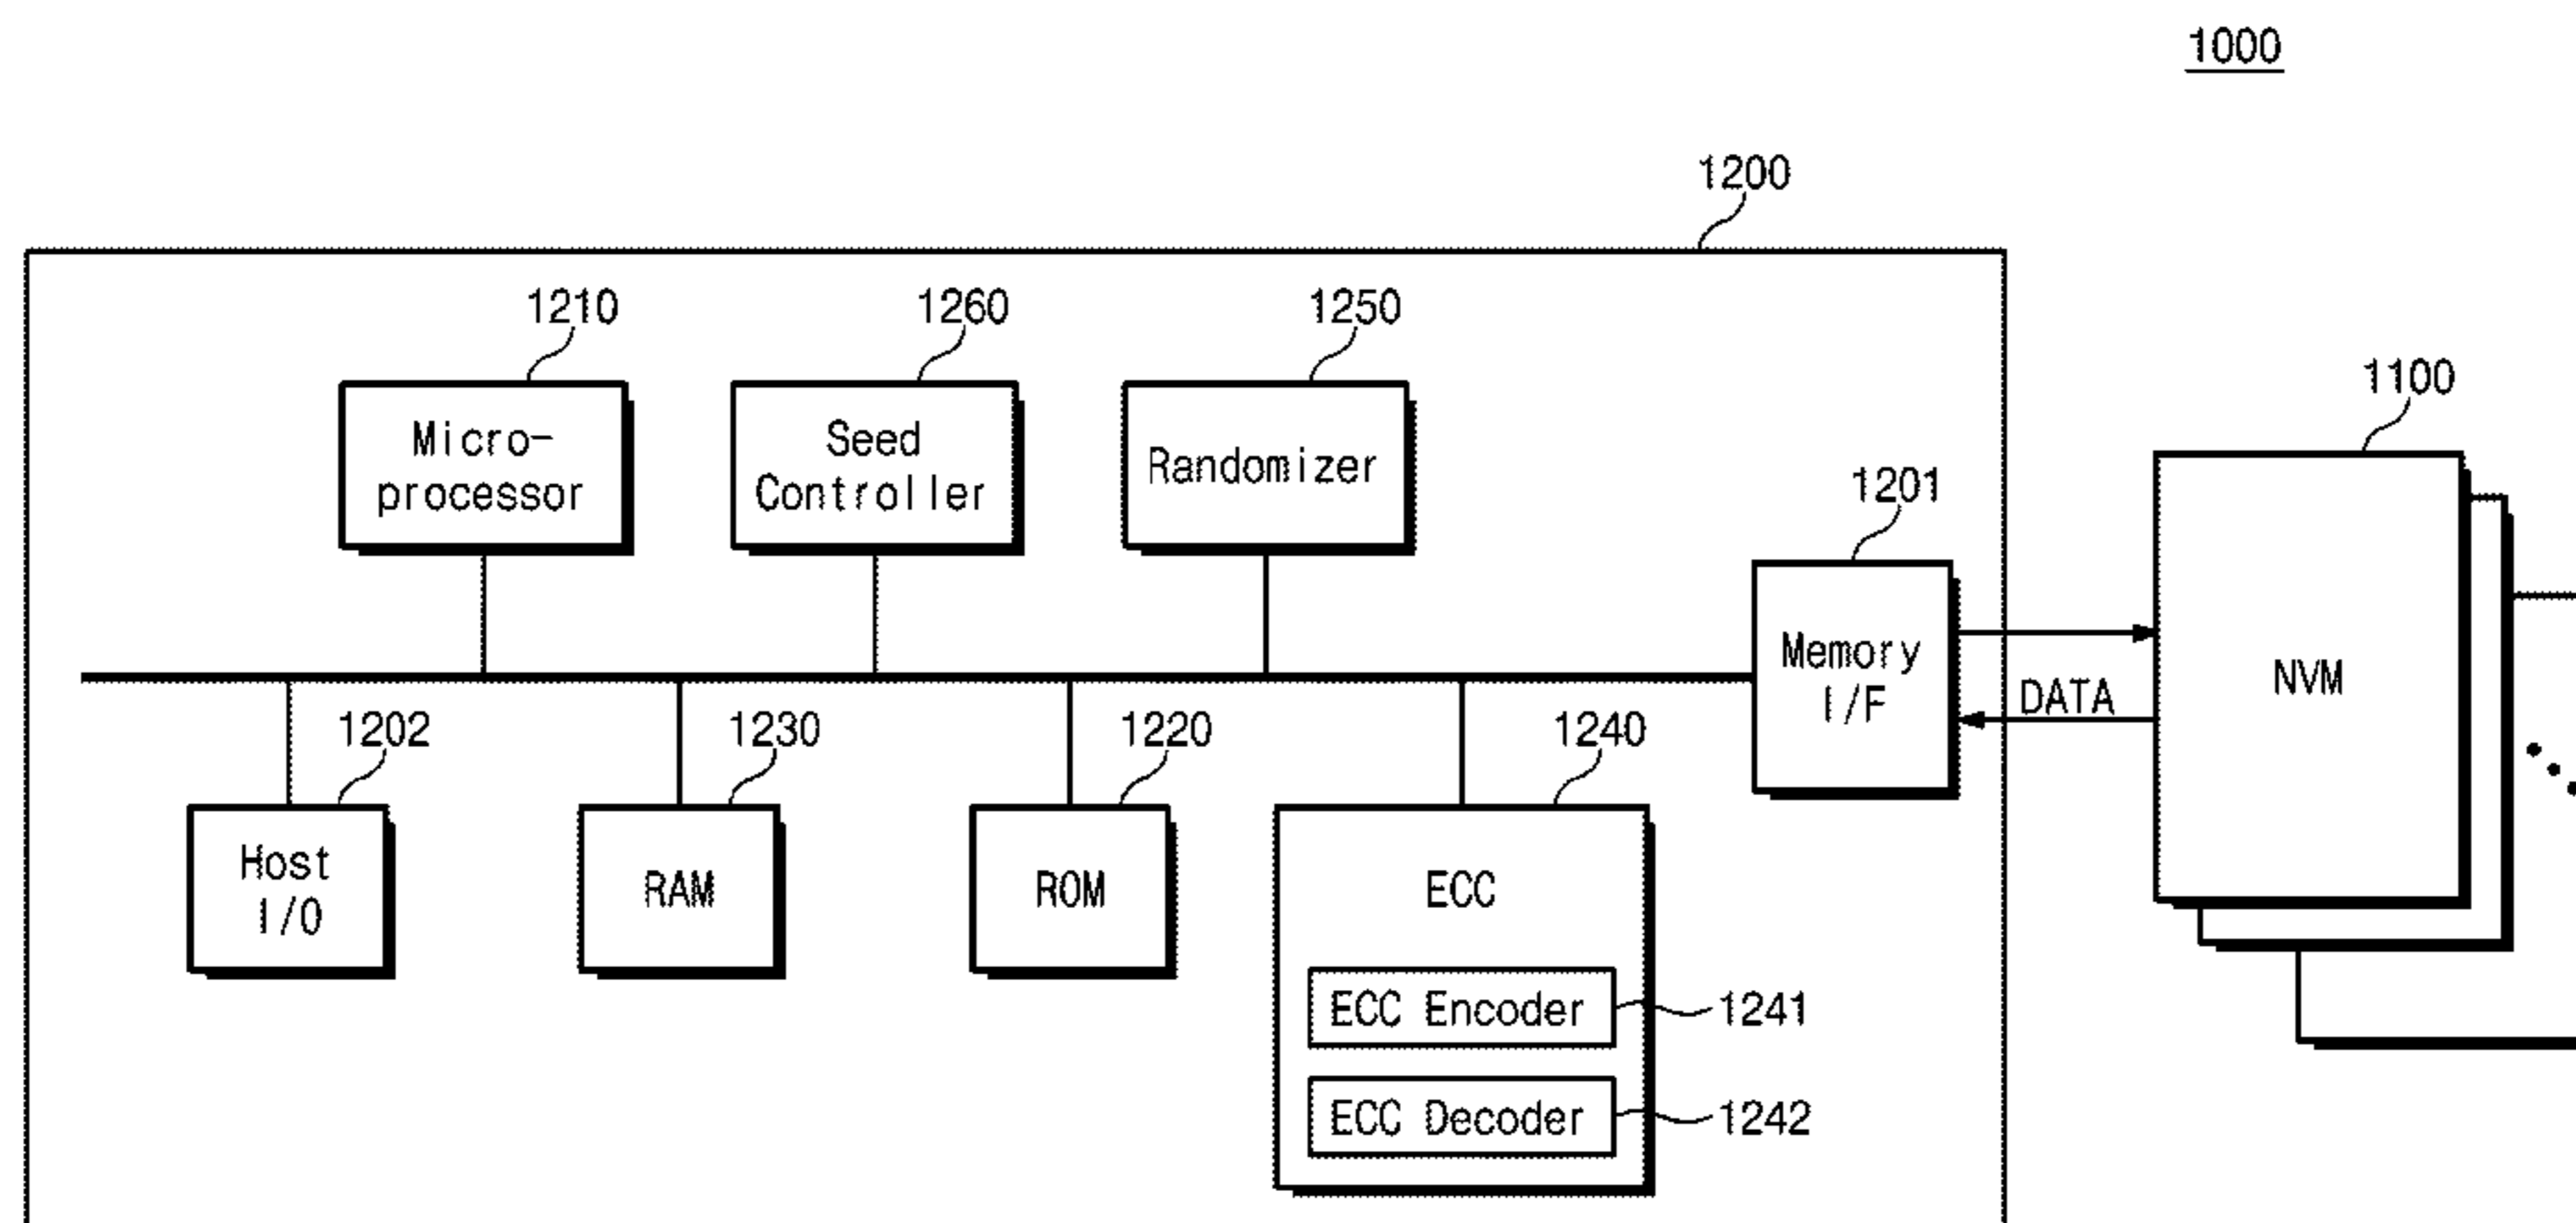 1000
1200
1210
1260
1250
1100
Micro-
processor
Seed
Controller
Randomizer
1201
Memory
I/F
DATA
NVM
1202
1230
1220
1240
Host
I/O
RAM
ROM
ECC
ECC Encoder
1241
ECC Decoder
1242